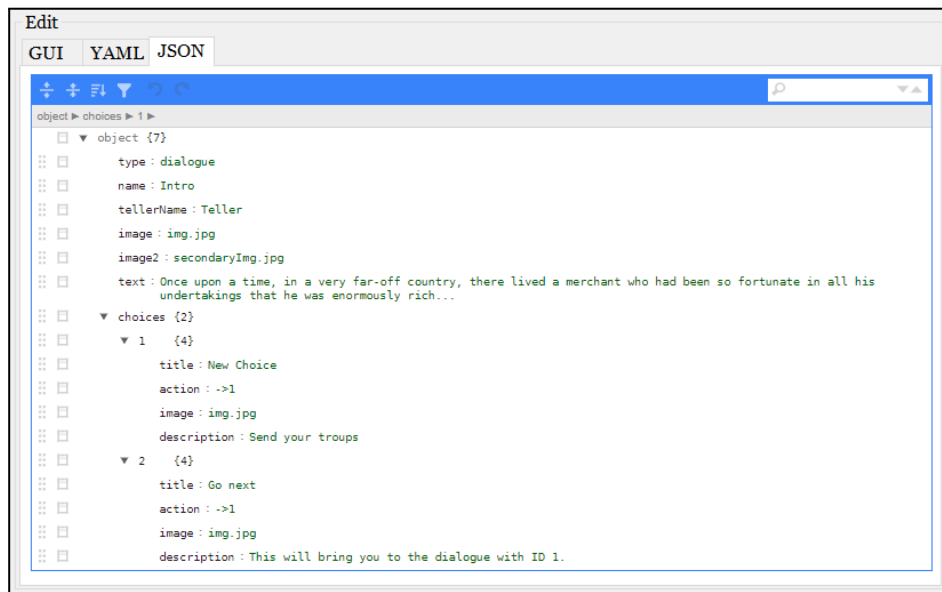 Edit
GUI YAML JSON
object ▶ choices ▶ 1 ▶
▼ object {7}
type : dialogue
name : Intro
tellerName : Teller
image : img.jpg
image2 : secondaryImg.jpg
text : Once upon a time, in a very far-off country, there lived a merchant who had been so fortunate in all his
undertakings that he was enormously rich...
▼ choices {2}
▼ 1 {4}
title : New Choice
action : ->1
image : img.jpg
description : Send your troups
▼ 2 {4}
title : Go next
action : ->1
image : img.jpg
description : This will bring you to the dialogue with ID 1.